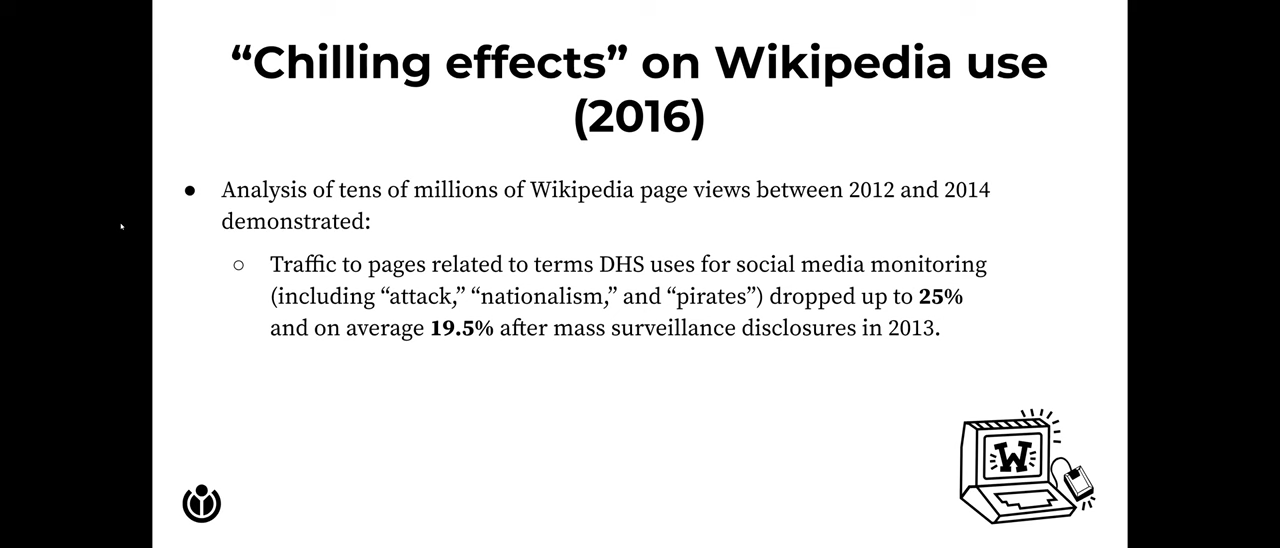 “Chilling effects” on Wikipedia use
(2016)
● Analysis of tens of millions of Wikipedia page views between 2012 and 2014
demonstrated:
○ Traffic to pages related to terms DHS uses for social media monitoring
(including “attack,” “nationalism,” and “pirates”) dropped up to 25%
and on average 19.5% after mass surveillance disclosures in 2013.
W